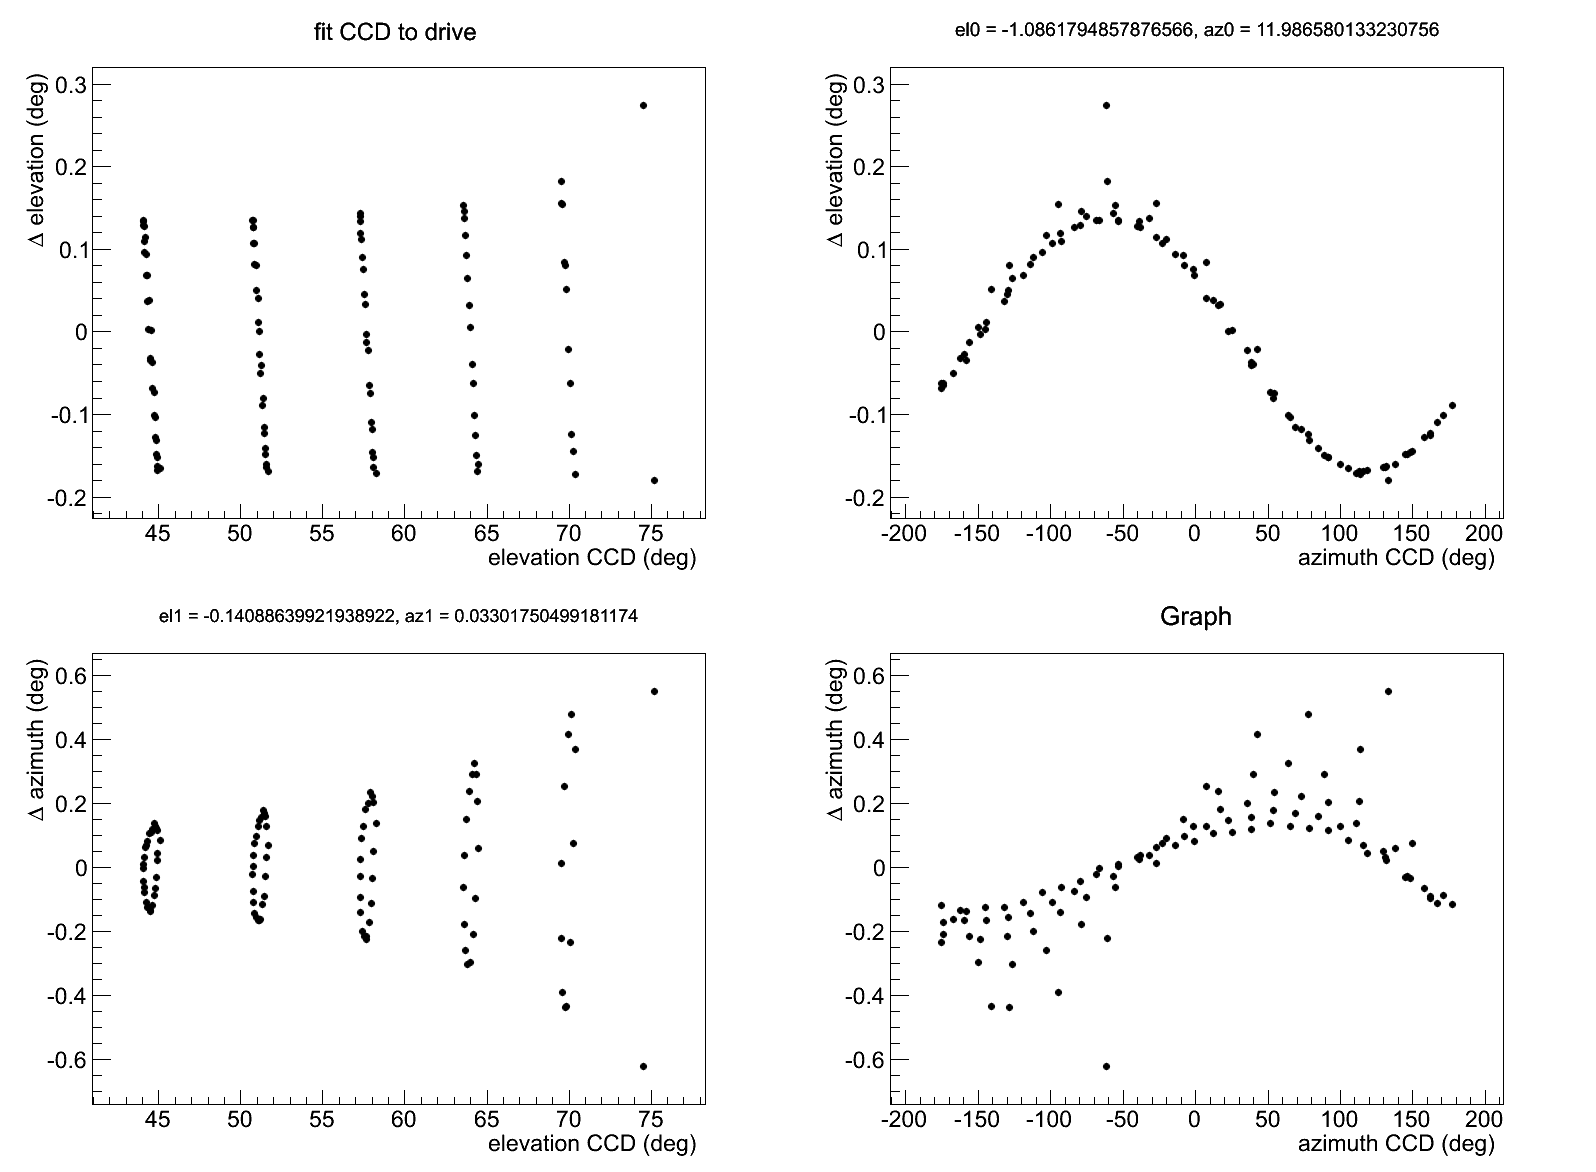 fit CCD to drive
Δ elevation (deg)
0.3
0.2
0.1
0
-0.1
-0.2
45 50 55 60 65 70 75
elevation CCD (deg)
el0 = -1.0861794857876566, az0 = 11.986580133230756
Δ elevation (deg)
0.3
0.2
0.1
0
-0.1
-0.2
-200 -150 -100 -50 0 50 100 150 200
azimuth CCD (deg)
el1 = -0.14088639921938922, az1 = 0.03301750499181174
Δ azimuth (deg)
0.6
0.4
0.2
0
-0.2
-0.4
-0.6
45 50 55 60 65 70 75
elevation CCD (deg)
Graph
Δ azimuth (deg)
0.6
0.4
0.2
0
-0.2
-0.4
-0.6
-200 -150 -100 -50 0 50 100 150 200
azimuth CCD (deg)